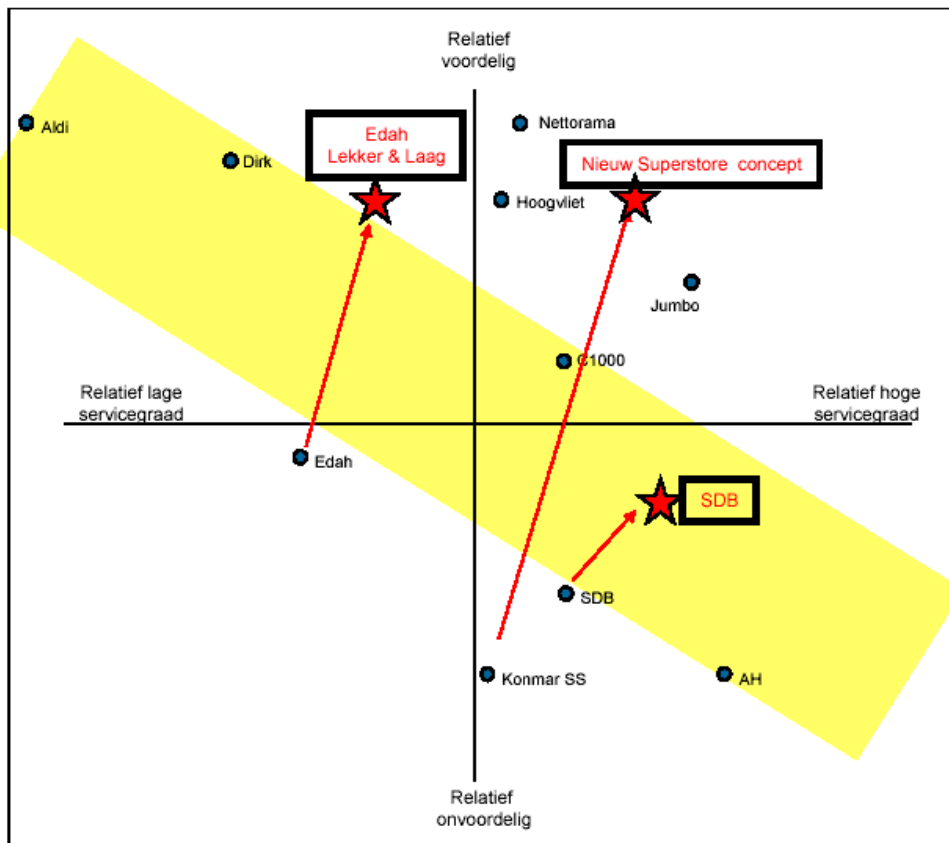 Relatief
voordelig
Aldi
Dirk
Edah
Lekker & Laag
Nettorama
Nieuw Superstore concept
Hoogvliet
Jumbo
C1000
Relatief lage
servicegraad
Relatief hoge
servicegraad
Edah
SDB
SDB
Konmar SS
AH
Relatief
onvoordelig